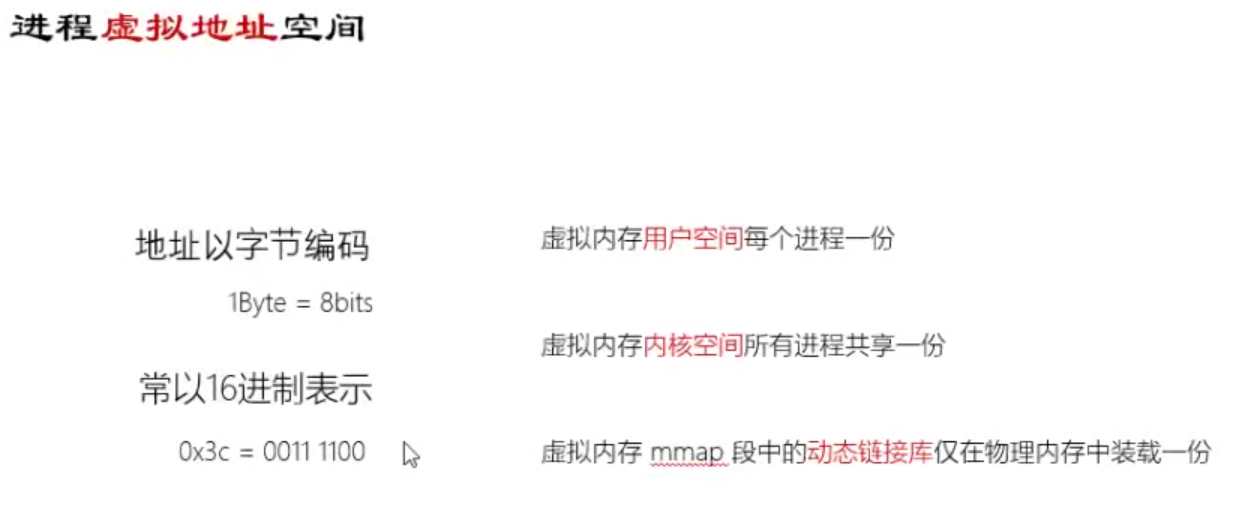 进程虚拟地址空间
地址以字节编码
1Byte = 8bits
常以16进制表示
0x3c = 0011 1100
虚拟内存用户空间每个进程一份
虚拟内存内核空间所有进程共享一份
虚拟内存 mmap 段中的动态链接库仅在物理内存中装载一份